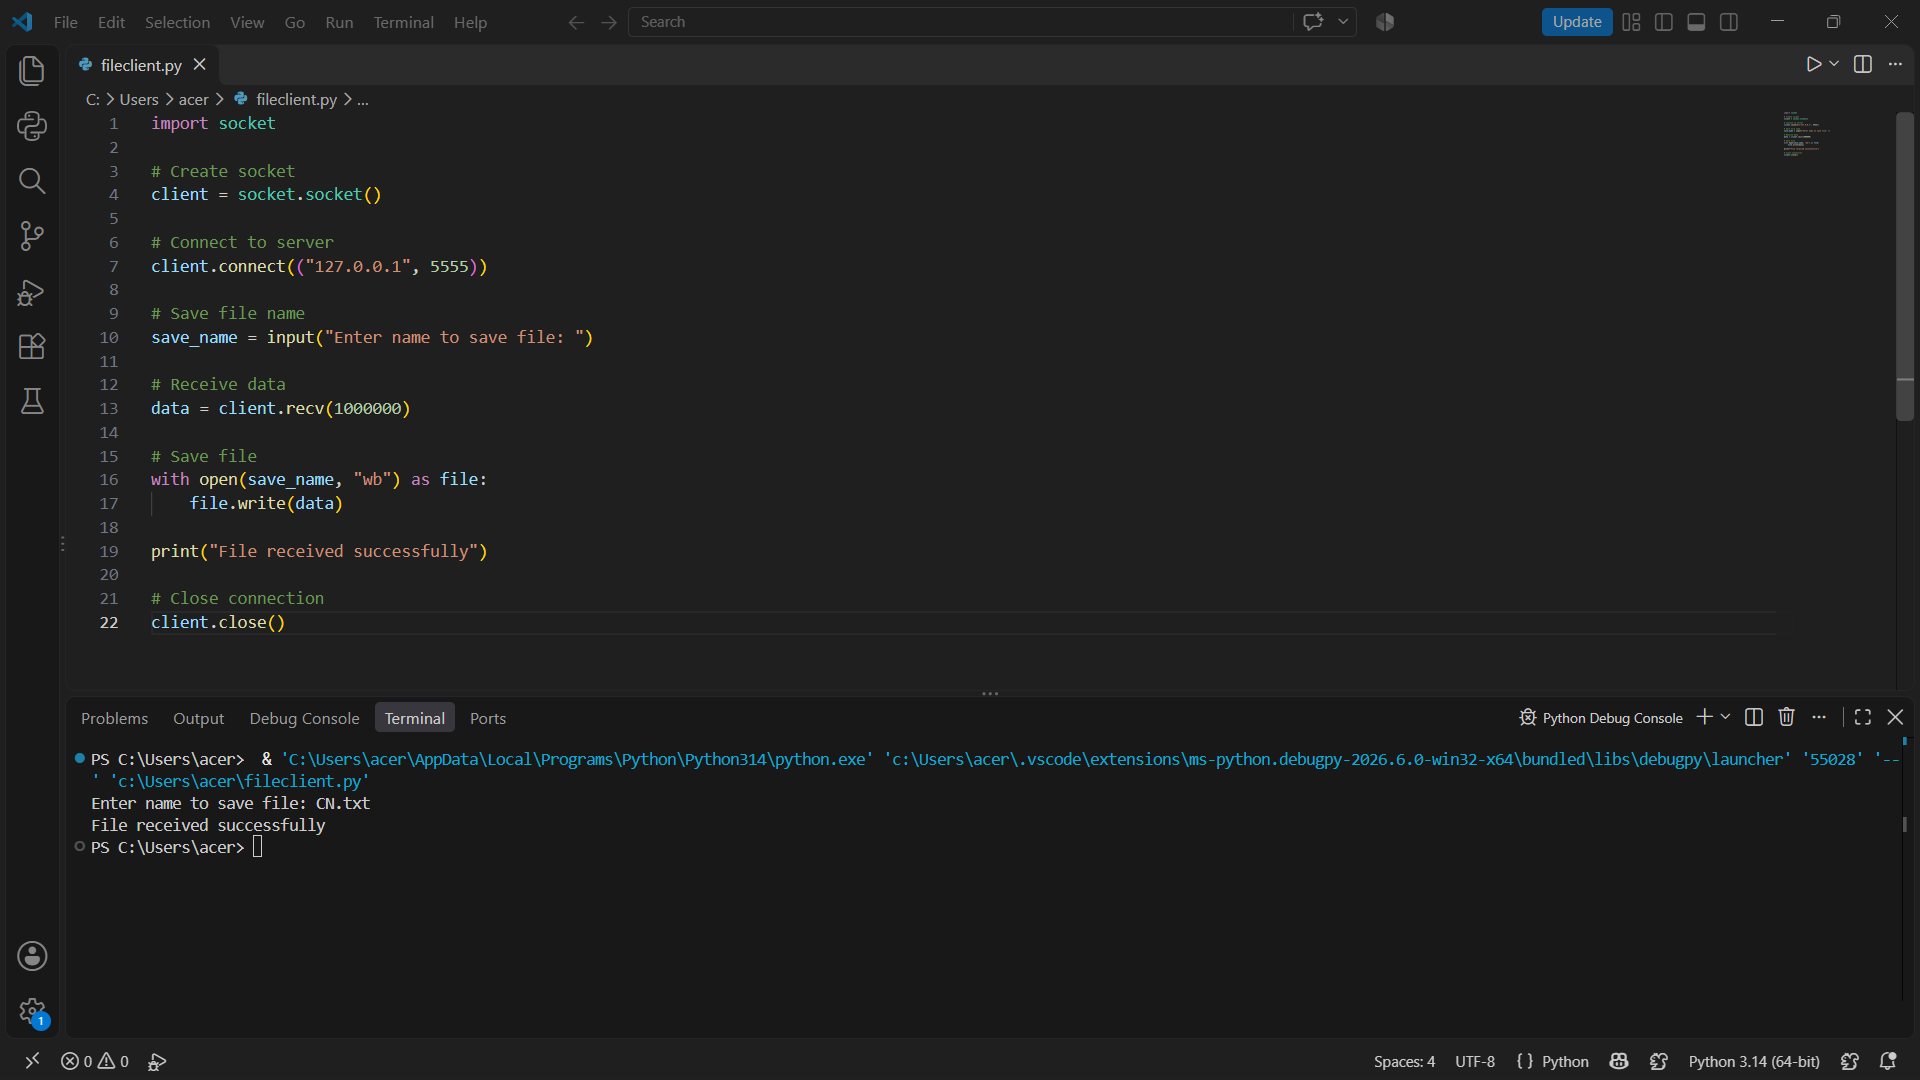 File Edit Selection View Go Run Terminal Help
Search
Update
fileclient.py
C: > Users > acer > fileclient.py > ...
1 import socket
2
3 # Create socket
4 client = socket.socket()
5
6 # Connect to server
7 client.connect(("127.0.0.1", 5555))
8
9 # Save file name
10 save_name = input("Enter name to save file: ")
11
12 # Receive data
13 data = client.recv(1000000)
14
15 # Save file
16 with open(save_name, "wb") as file:
17     file.write(data)
18
19 print("File received successfully")
20
21 # Close connection
22 client.close()
Problems Output Debug Console Terminal Ports
Python Debug Console
PS C:\Users\acer>  & 'C:\Users\acer\AppData\Local\Programs\Python\Python314\python.exe' 'c:\Users\acer\.vscode\extensions\ms-python.debugpy-2026.6.0-win32-x64\bundled\libs\debugpy\launcher' '55028' '--
' 'c:\Users\acer\fileclient.py'
Enter name to save file: CN.txt
File received successfully
PS C:\Users\acer>
1
0 0
Spaces: 4 UTF-8 {} Python Python 3.14 (64-bit)